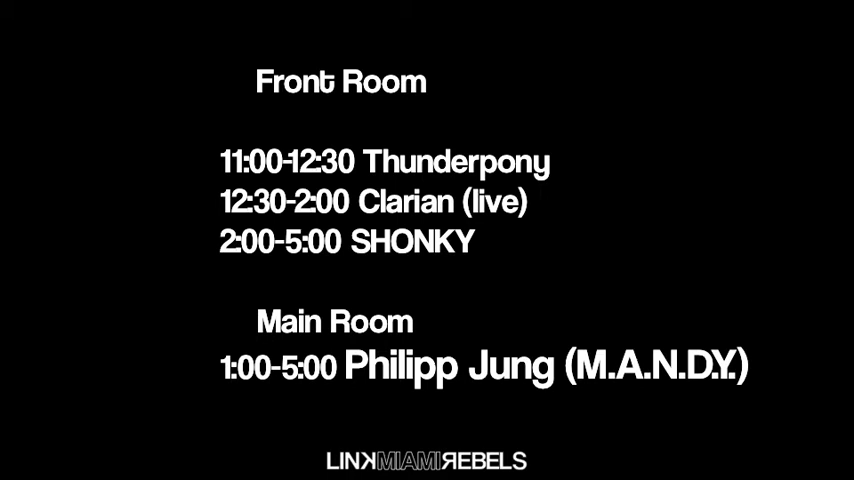 Front Room
11:00-12:30 Thunderpony
12:30-2:00 Clarian (live)
2:00-5:00 SHONKY
Main Room
1:00-5:00 Philipp Jung (M.A.N.D.Y.)
LINKMIAMIREBELS